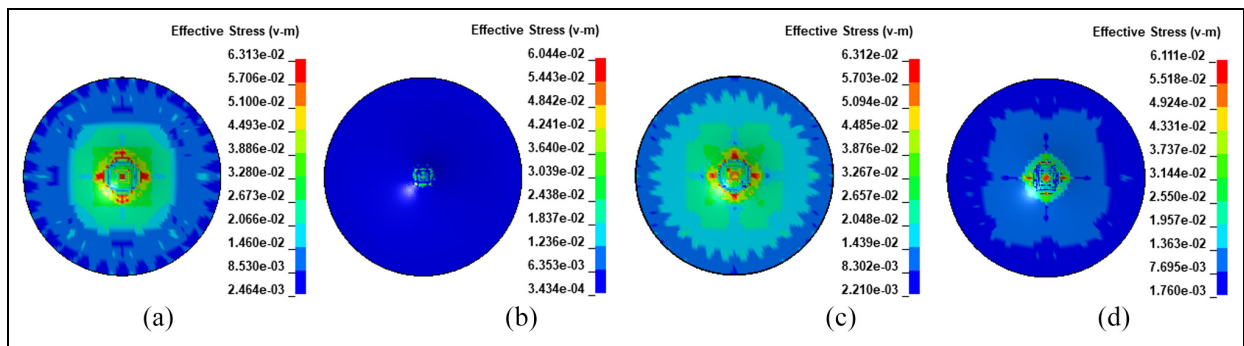 Effective Stress (v-m)
6.313e-02
5.706e-02
5.100e-02
4.493e-02
3.886e-02
3.280e-02
2.673e-02
2.066e-02
1.460e-02
8.530e-03
2.464e-03
(a)
Effective Stress (v-m)
6.044e-02
5.443e-02
4.842e-02
4.241e-02
3.640e-02
3.039e-02
2.438e-02
1.837e-02
1.236e-02
6.353e-03
3.434e-04
(b)
Effective Stress (v-m)
6.312e-02
5.703e-02
5.094e-02
4.485e-02
3.876e-02
3.267e-02
2.657e-02
2.048e-02
1.439e-02
8.302e-03
2.210e-03
(c)
Effective Stress (v-m)
6.111e-02
5.518e-02
4.924e-02
4.331e-02
3.737e-02
3.144e-02
2.550e-02
1.957e-02
1.363e-02
7.695e-03
1.760e-03
(d)